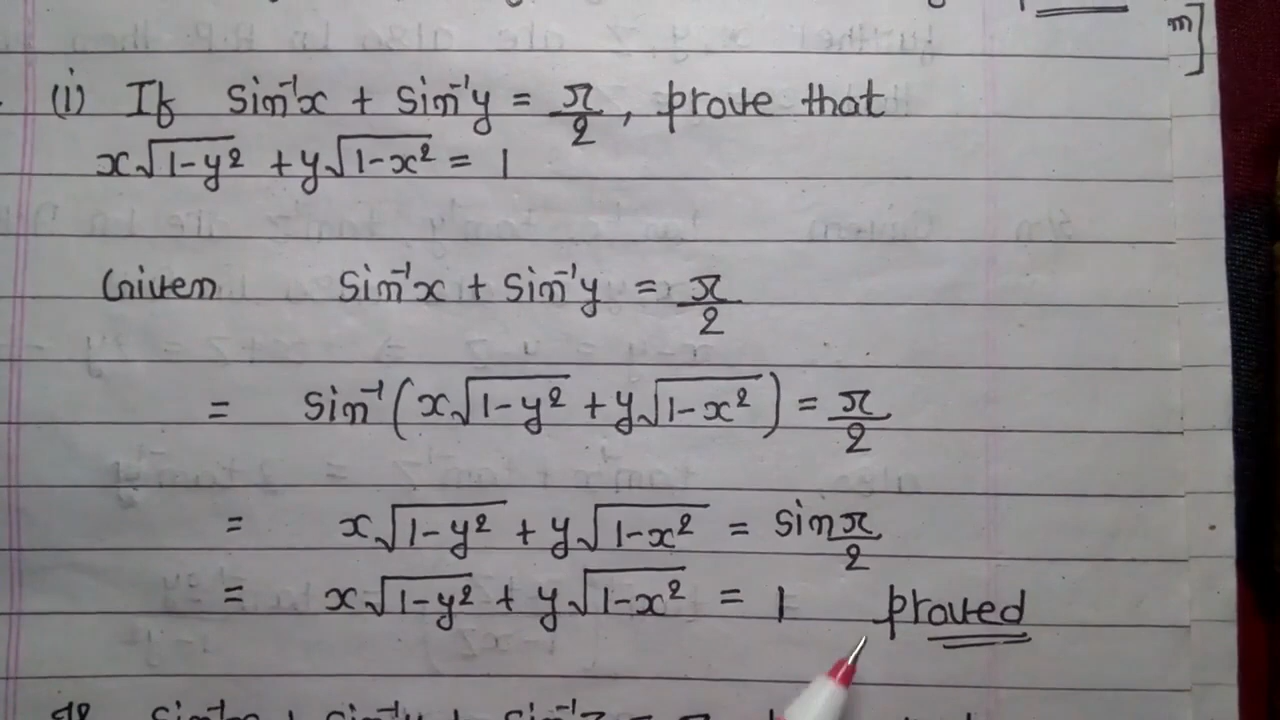 m]
(i) If Sin⁻¹x + Sin⁻¹y = π/2, prove that
x√(1-y²) + y√(1-x²) = 1
Given Sin⁻¹x + Sin⁻¹y = π/2
= Sin⁻¹(x√(1-y²) + y√(1-x²)) = π/2
= x√(1-y²) + y√(1-x²) = Sin π/2
= x√(1-y²) + y√(1-x²) = 1 proved